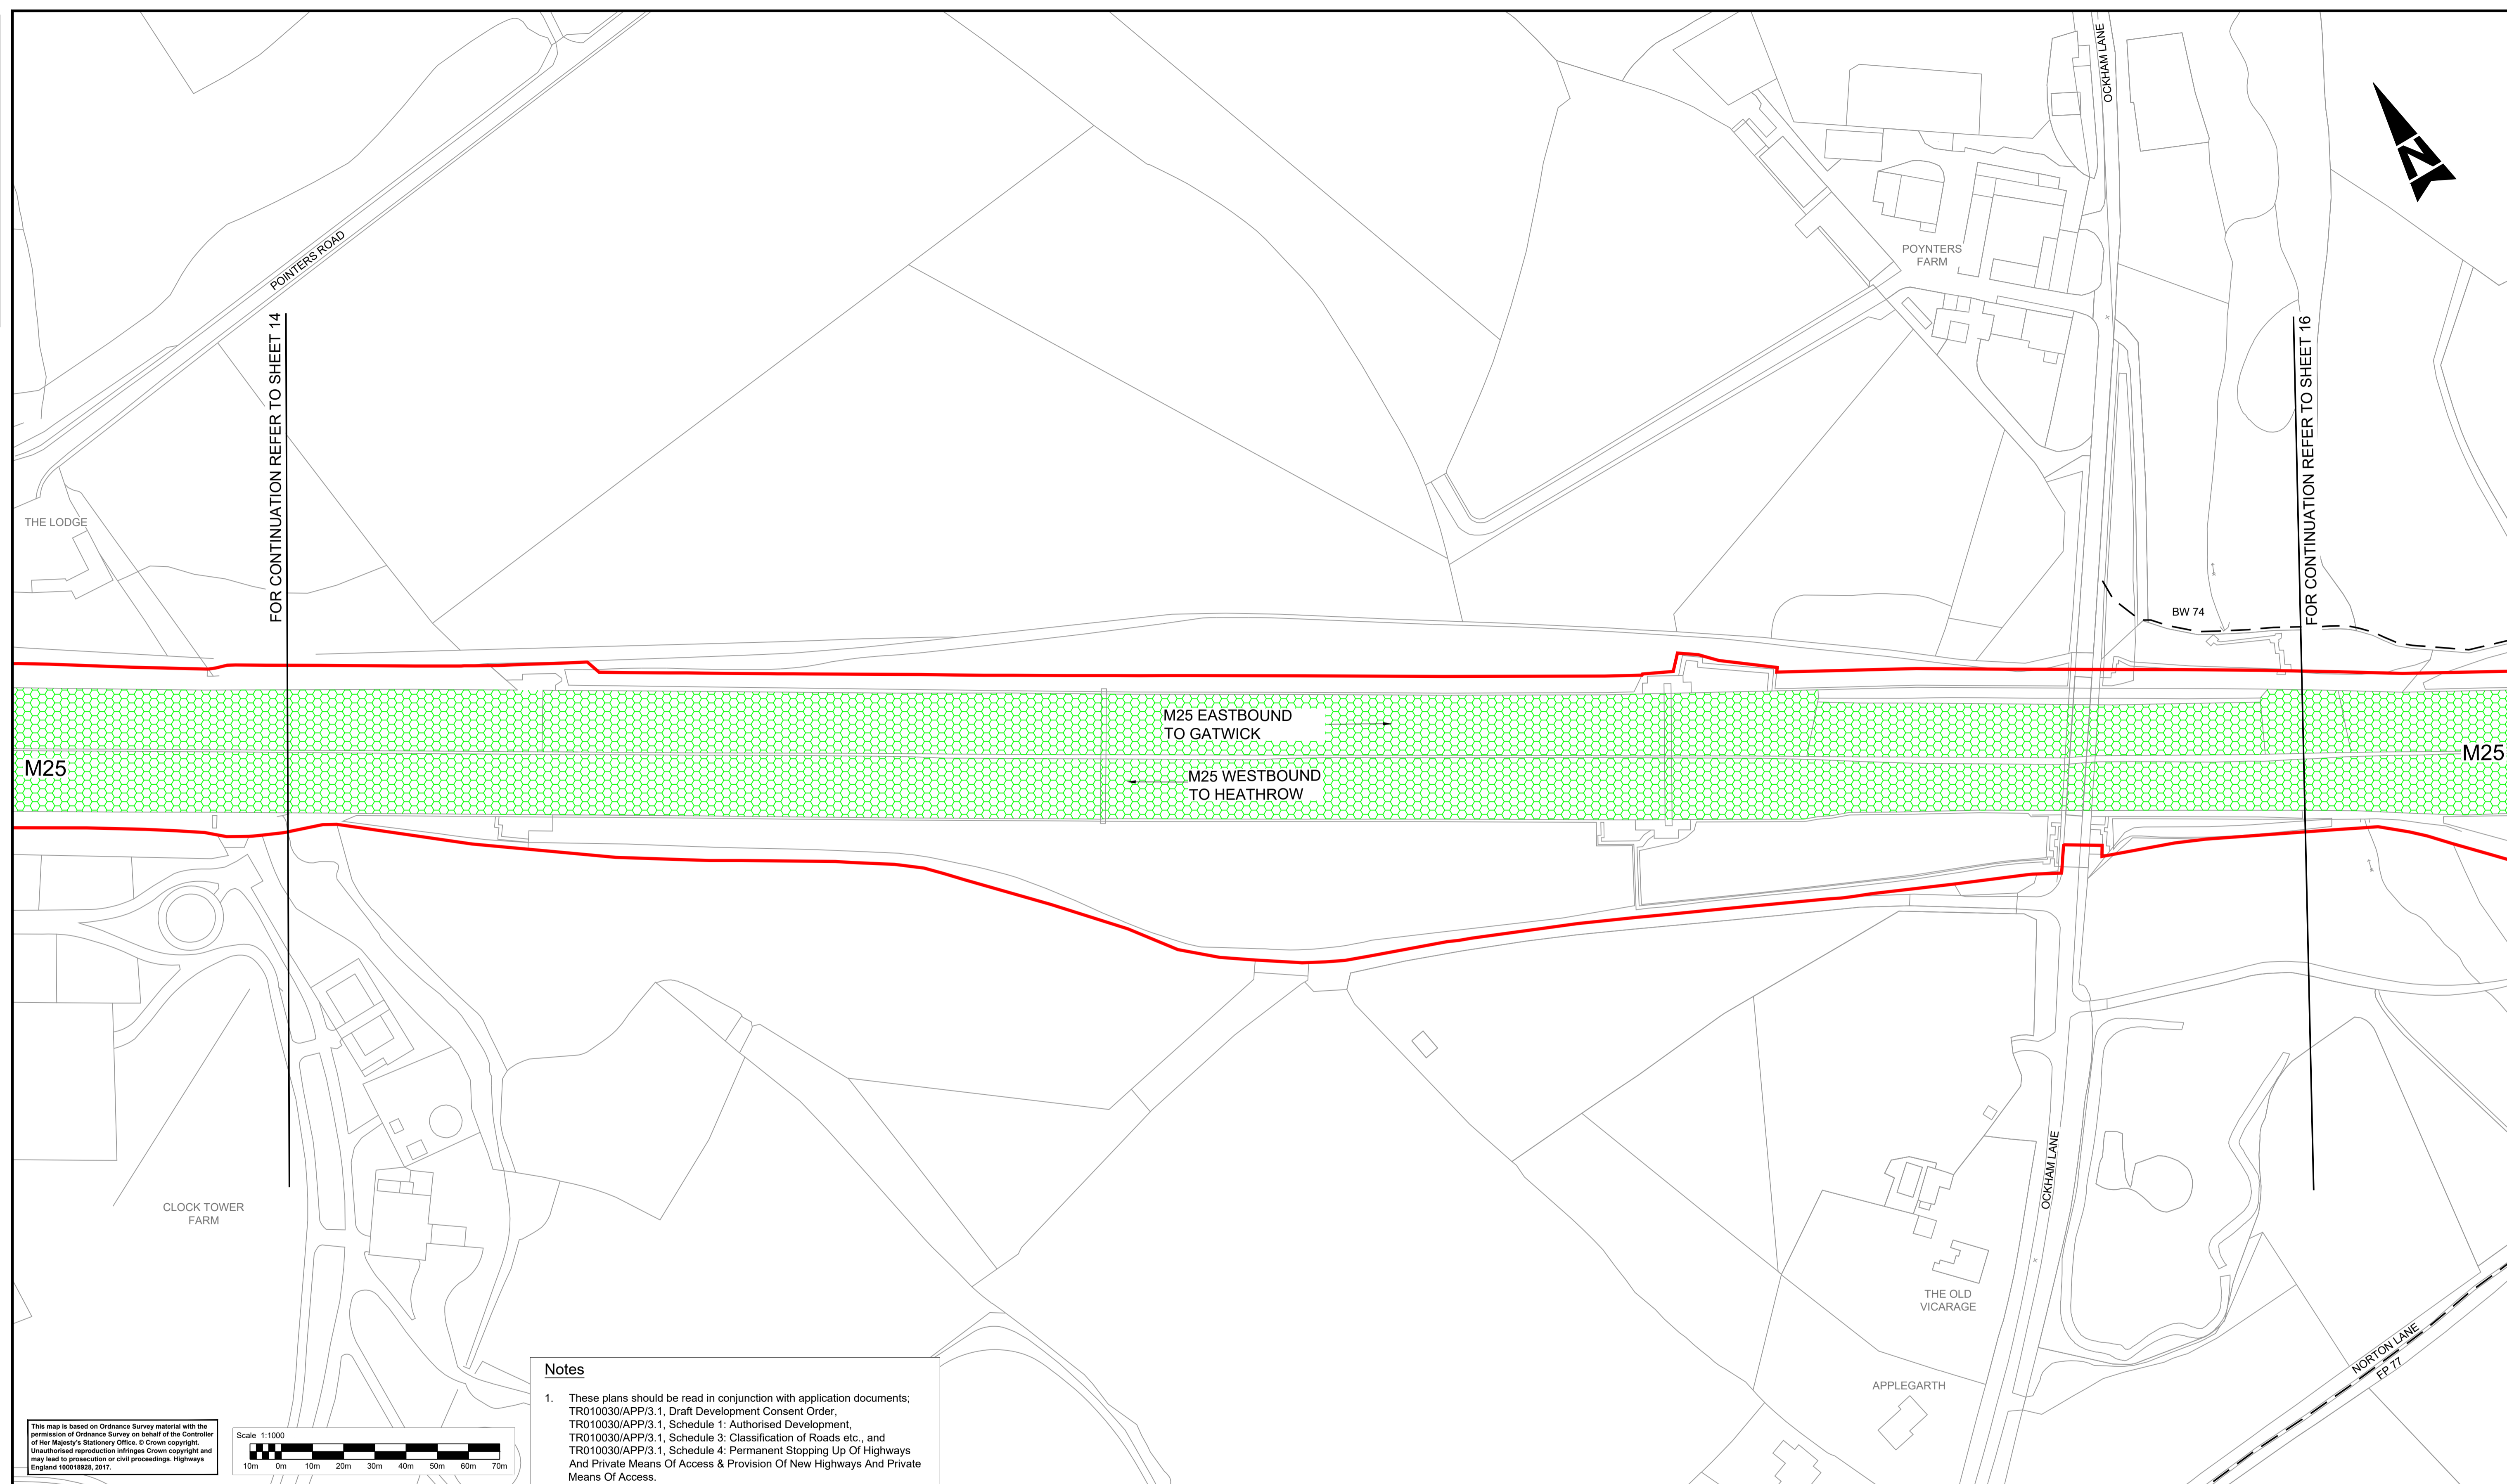 OCKHAM LANE
N
POINTERS ROAD
POYNTERS
FARM
FOR CONTINUATION REFER TO SHEET 14
FOR CONTINUATION REFER TO SHEET 16
THE LODGE
BW 74
M25 EASTBOUND
TO GATWICK
M25
M25
M25 WESTBOUND
TO HEATHROW
CLOCK TOWER
FARM
OCKHAM LANE
THE OLD
VICARAGE
NORTON LANE
FP 77
APPLEGARTH
Notes
1. These plans should be read in conjunction with application documents;
TR010030/APP/3.1, Draft Development Consent Order,
TR010030/APP/3.1, Schedule 1: Authorised Development,
TR010030/APP/3.1, Schedule 3: Classification of Roads etc., and
TR010030/APP/3.1, Schedule 4: Permanent Stopping Up Of Highways
And Private Means Of Access & Provision Of New Highways And Private
Means Of Access.
This map is based on Ordnance Survey material with the
permission of Ordnance Survey on behalf of the Controller
of Her Majesty's Stationery Office. © Crown copyright.
Unauthorised reproduction infringes Crown copyright and
may lead to prosecution or civil proceedings. Highways
England 100018928, 2017.
Scale 1:1000
10m 0m 10m 20m 30m 40m 50m 60m 70m